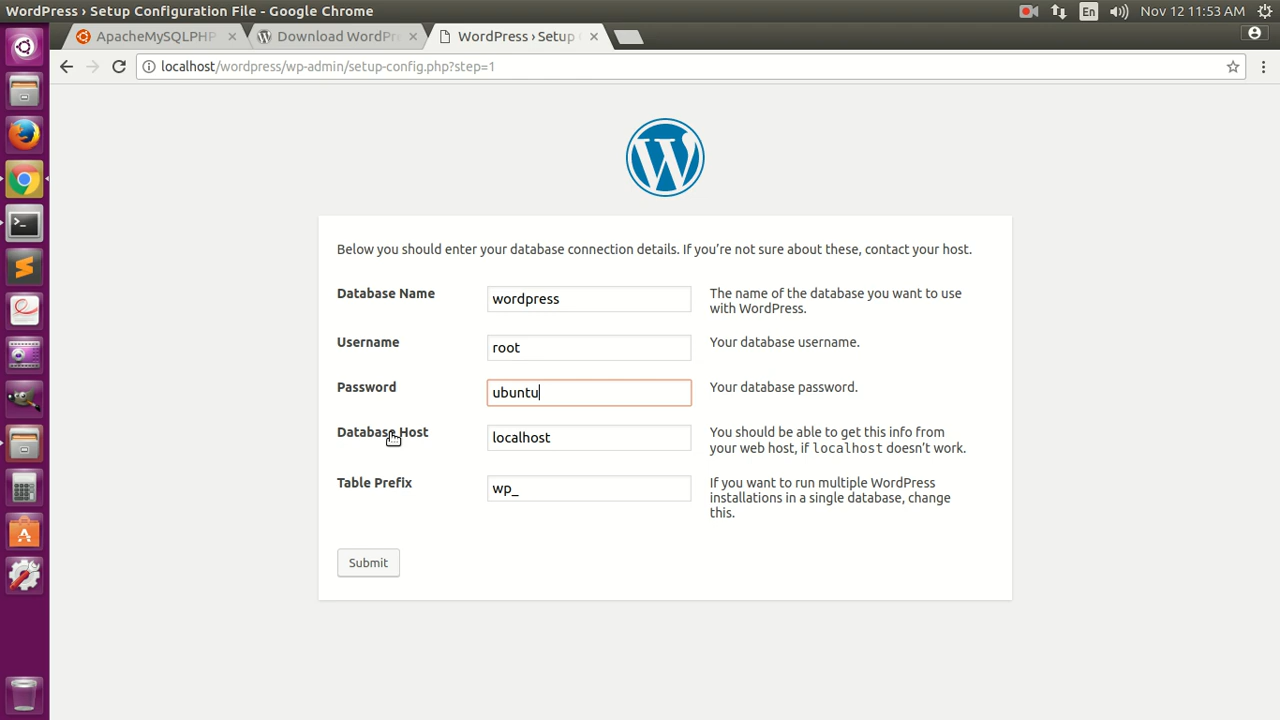 WordPress › Setup Configuration File - Google Chrome
En
Nov 12 11:53 AM
ApacheMySQLPHP
Download WordPre
WordPress › Setup
localhost/wordpress/wp-admin/setup-config.php?step=1
Below you should enter your database connection details. If you’re not sure about these, contact your host.
Database Name
wordpress
The name of the database you want to use
with WordPress.
Username
root
Your database username.
Password
ubuntu
Your database password.
Database Host
localhost
You should be able to get this info from
your web host, if localhost doesn’t work.
Table Prefix
wp_
If you want to run multiple WordPress
installations in a single database, change
this.
Submit